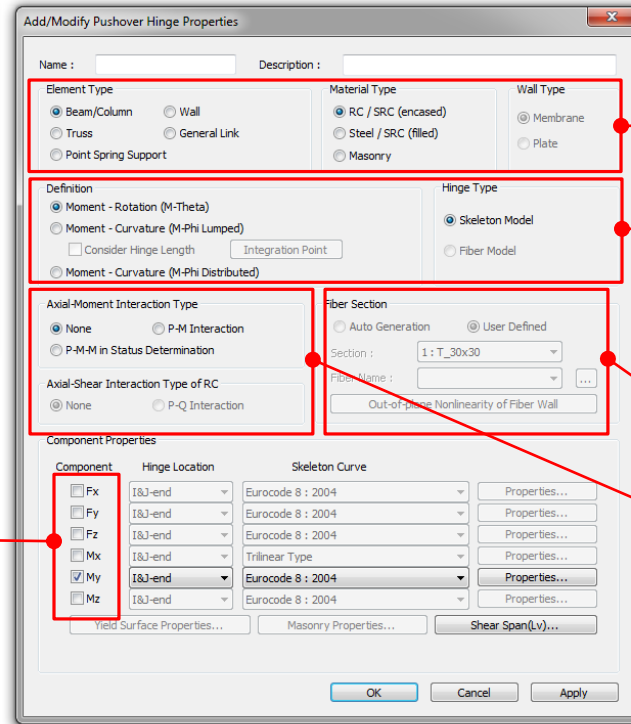 Add/Modify Pushover Hinge Properties
Name :
Description :
Element Type
Material Type
Wall Type
Beam/Column
Wall
RC / SRC (encased)
Membrane
Truss
General Link
Steel / SRC (filled)
Plate
Point Spring Support
Masonry
Definition
Hinge Type
Moment - Rotation (M-Theta)
Skeleton Model
Moment - Curvature (M-Phi Lumped)
Consider Hinge Length
Integration Point
Fiber Model
Moment - Curvature (M-Phi Distributed)
Axial-Moment Interaction Type
Fiber Section
None
P-M Interaction
Auto Generation
User Defined
P-M-M in Status Determination
Section :
1 : T_30x30
Axial-Shear Interaction Type of RC
Fiber Name :
...
None
P-Q Interaction
Out-of-plane Nonlinearity of Fiber Wall
Component Properties
Component
Hinge Location
Skeleton Curve
Fx
I&J-end
Eurocode 8 : 2004
Properties...
Fy
I&J-end
Eurocode 8 : 2004
Properties...
Fz
I&J-end
Eurocode 8 : 2004
Properties...
Mx
I&J-end
Trilinear Type
Properties...
My
I&J-end
Eurocode 8 : 2004
Properties...
Mz
I&J-end
Eurocode 8 : 2004
Properties...
Yield Surface Properties...
Masonry Properties...
Shear Span(Lv)...
OK
Cancel
Apply